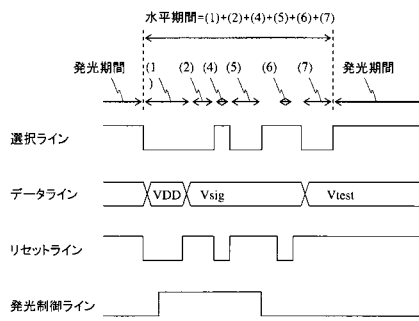 水平期間=(1)+(2)+(4)+(5)+(6)+(7)
発光期間 (1) (2) (4) (5) (6) (7) 発光期間
選択ライン
データライン VDD Vsig Vtest
リセットライン
発光制御ライン